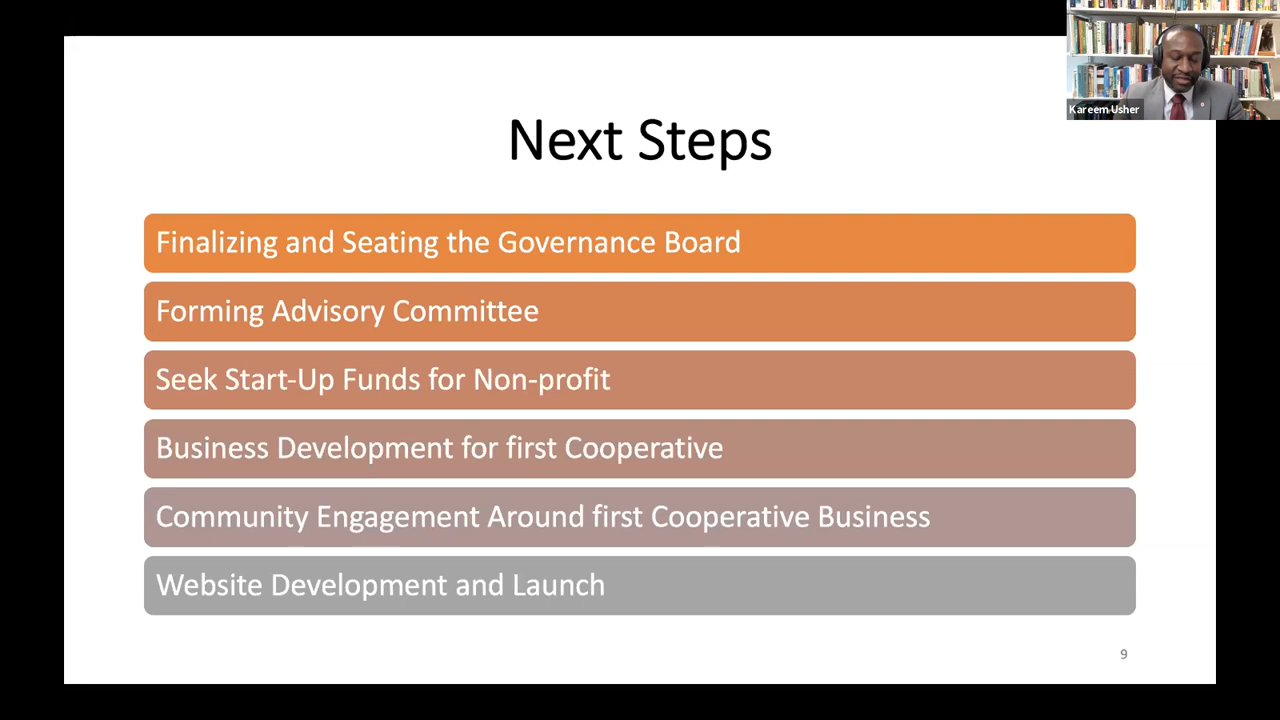 Kareem Usher
Next Steps
Finalizing and Seating the Governance Board
Forming Advisory Committee
Seek Start-Up Funds for Non-profit
Business Development for first Cooperative
Community Engagement Around first Cooperative Business
Website Development and Launch
9